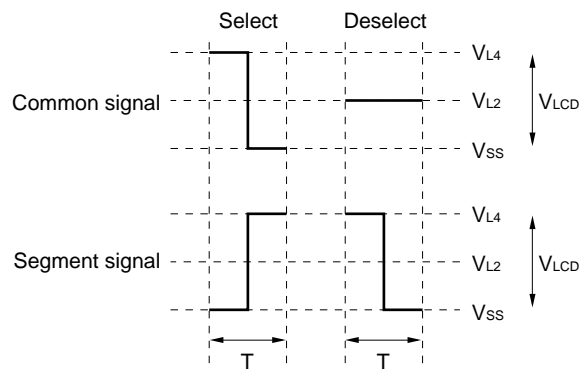 Select Deselect
VL4
Common signal VL2 VLCD
VSS
VL4
Segment signal VL2 VLCD
VSS
T T